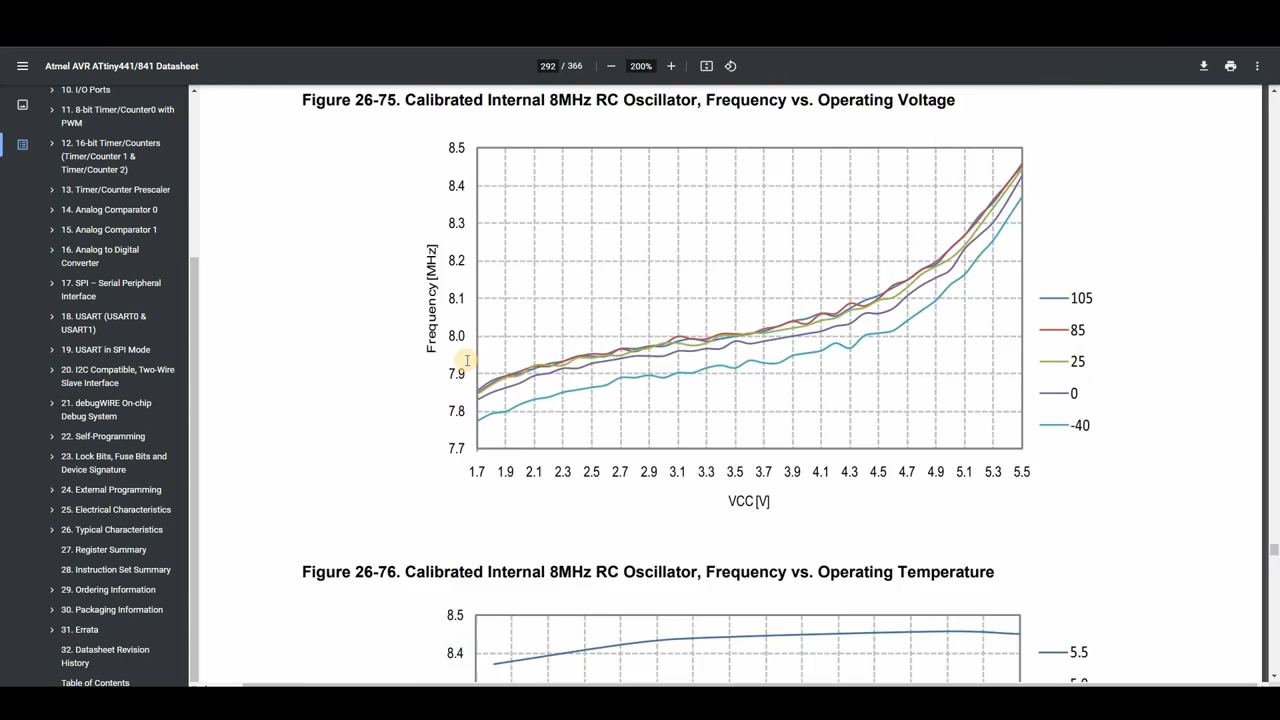 Atmel AVR ATtiny441/841 Datasheet
292 / 366
200%
10. I/O Ports
11. 8-bit Timer/Counter0 with
PWM
12. 16-bit Timer/Counters
(Timer/Counter 1 &
Timer/Counter 2)
13. Timer/Counter Prescaler
14. Analog Comparator 0
15. Analog Comparator 1
16. Analog to Digital
Converter
17. SPI – Serial Peripheral
Interface
18. USART (USART0 &
USART1)
19. USART in SPI Mode
20. I2C Compatible, Two-Wire
Slave Interface
21. debugWIRE On-chip
Debug System
22. Self-Programming
23. Lock Bits, Fuse Bits and
Device Signature
24. External Programming
25. Electrical Characteristics
26. Typical Characteristics
27. Register Summary
28. Instruction Set Summary
29. Ordering Information
30. Packaging Information
31. Errata
32. Datasheet Revision
History
Table of Contents
Figure 26-75. Calibrated Internal 8MHz RC Oscillator, Frequency vs. Operating Voltage
8.5
8.4
8.3
8.2
8.1
8.0
7.9
7.8
7.7
Frequency [MHz]
1.7 1.9 2.1 2.3 2.5 2.7 2.9 3.1 3.3 3.5 3.7 3.9 4.1 4.3 4.5 4.7 4.9 5.1 5.3 5.5
VCC [V]
105
85
25
0
-40
Figure 26-76. Calibrated Internal 8MHz RC Oscillator, Frequency vs. Operating Temperature
8.5
8.4
5.5